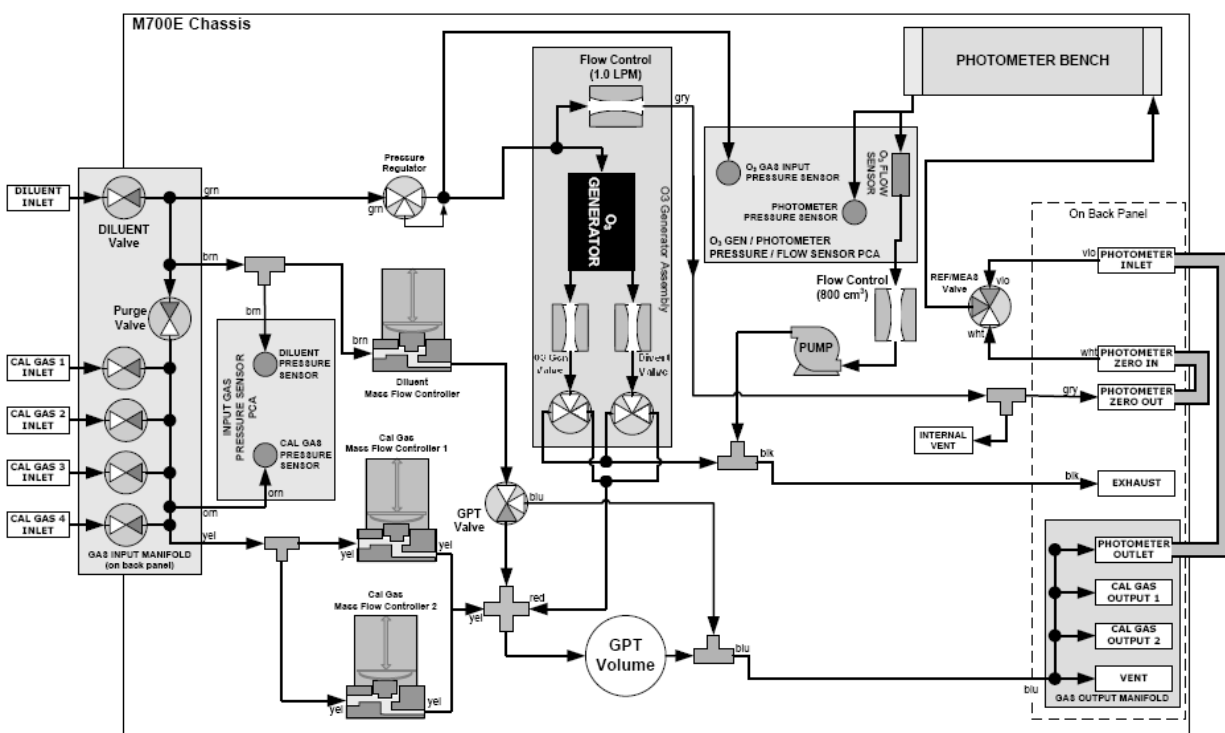 M700E Chassis
DILUENT
INLET
DILUENT
Valve
grn
brn
Purge
Valve
CAL GAS 1
INLET
CAL GAS 2
INLET
CAL GAS 3
INLET
CAL GAS 4
INLET
GAS INPUT MANIFOLD
(on back panel)
orn
yel
INPUT GAS
PRESSURE SENSOR
PCA
brn
DILUENT
PRESSURE
SENSOR
CAL GAS
PRESSURE
SENSOR
orn
Pressure
Regulator
grn
brn
Diluent
Mass Flow Controller
Cal Gas
Mass Flow Controller 1
yel
yel
Cal Gas
Mass Flow Controller 2
yel
yel
GPT
Valve
blu
yel
red
Flow Control
(1.0 LPM)
gry
O₃
GENERATOR
O3 Generator Assembly
O3 Gen
Valve
Divert
Valve
GPT
Volume
blu
PHOTOMETER BENCH
O₃ GAS INPUT
PRESSURE SENSOR
O₃ FLOW
SENSOR
PHOTOMETER
PRESSURE SENSOR
O₃ GEN / PHOTOMETER
PRESSURE / FLOW SENSOR PCA
Flow Control
(800 cm³)
PUMP
blk
REF/MEAS
Valve
vio
wht
On Back Panel
vio
PHOTOMETER
INLET
wht
PHOTOMETER
ZERO IN
gry
PHOTOMETER
ZERO OUT
INTERNAL
VENT
blk
EXHAUST
PHOTOMETER
OUTLET
CAL GAS
OUTPUT 1
CAL GAS
OUTPUT 2
VENT
blu
GAS OUTPUT MANIFOLD